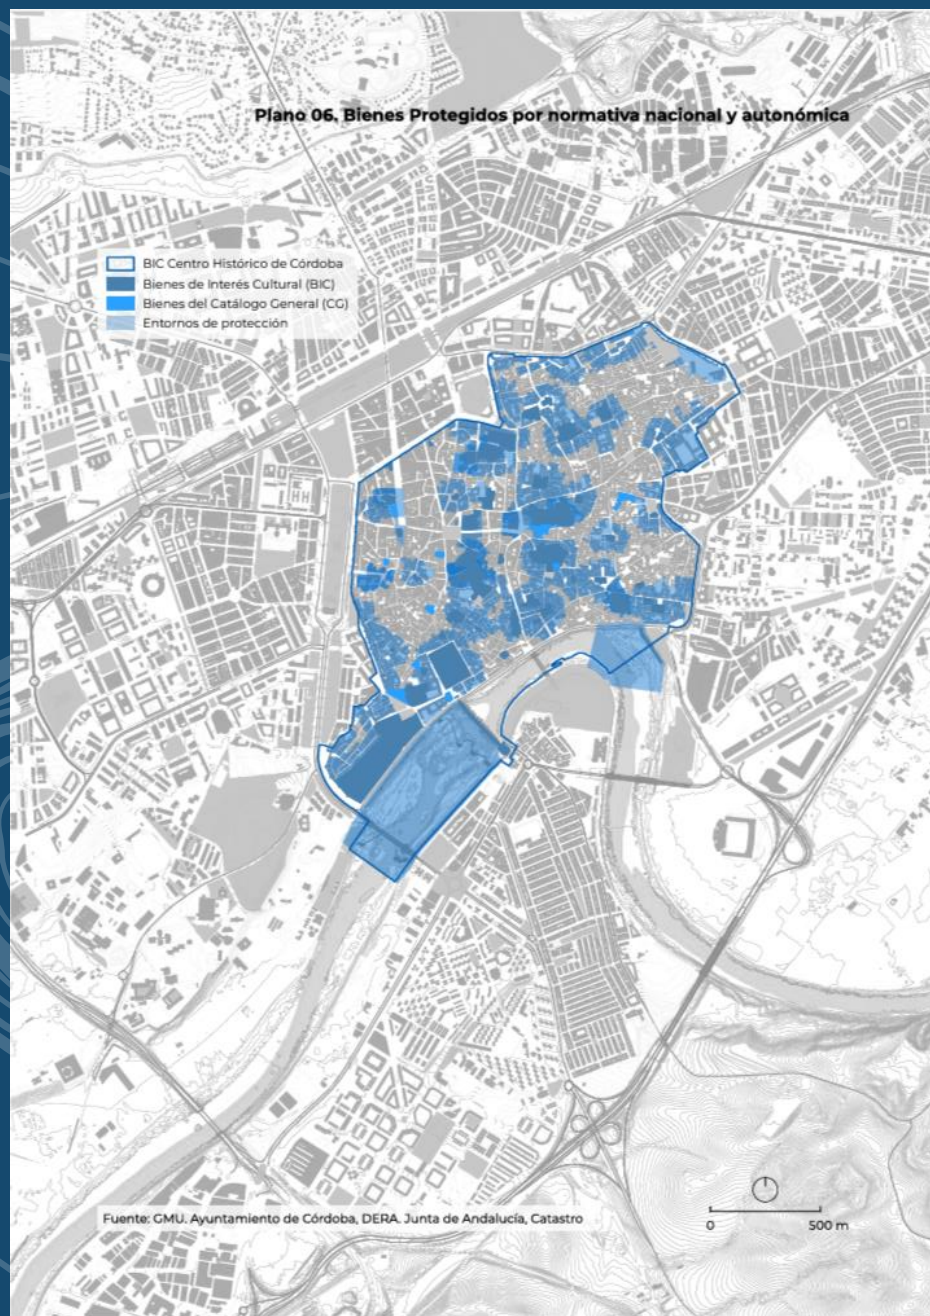 Plano 06. Bienes Protegidos por normativa nacional y autonómica
BIC Centro Histórico de Córdoba
Bienes de Interés Cultural (BIC)
Bienes del Catálogo General (CG)
Entornos de protección
Fuente: GMU. Ayuntamiento de Córdoba, DERA. Junta de Andalucía, Catastro
0 500 m